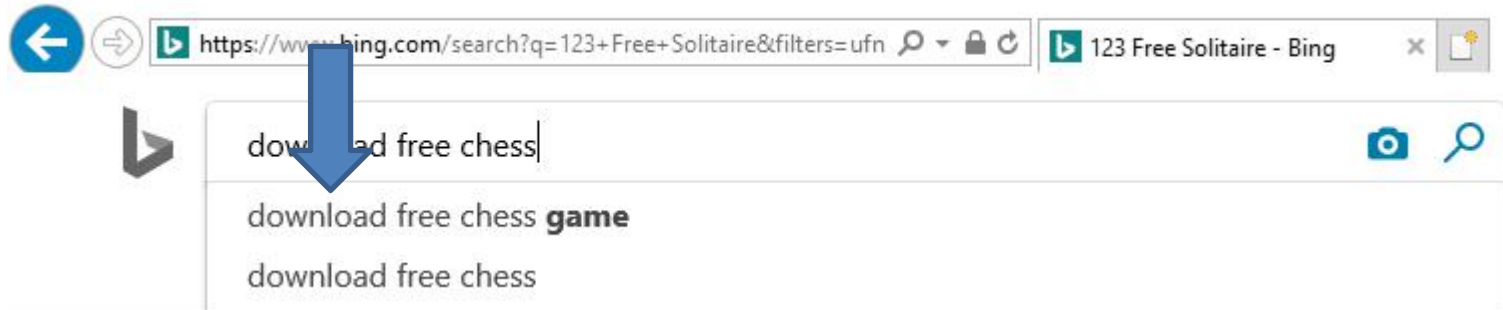 https://www.bing.com/search?q=123+Free+Solitaire&filters=ufn
123 Free Solitaire - Bing
download free chess
download free chess game
download free chess